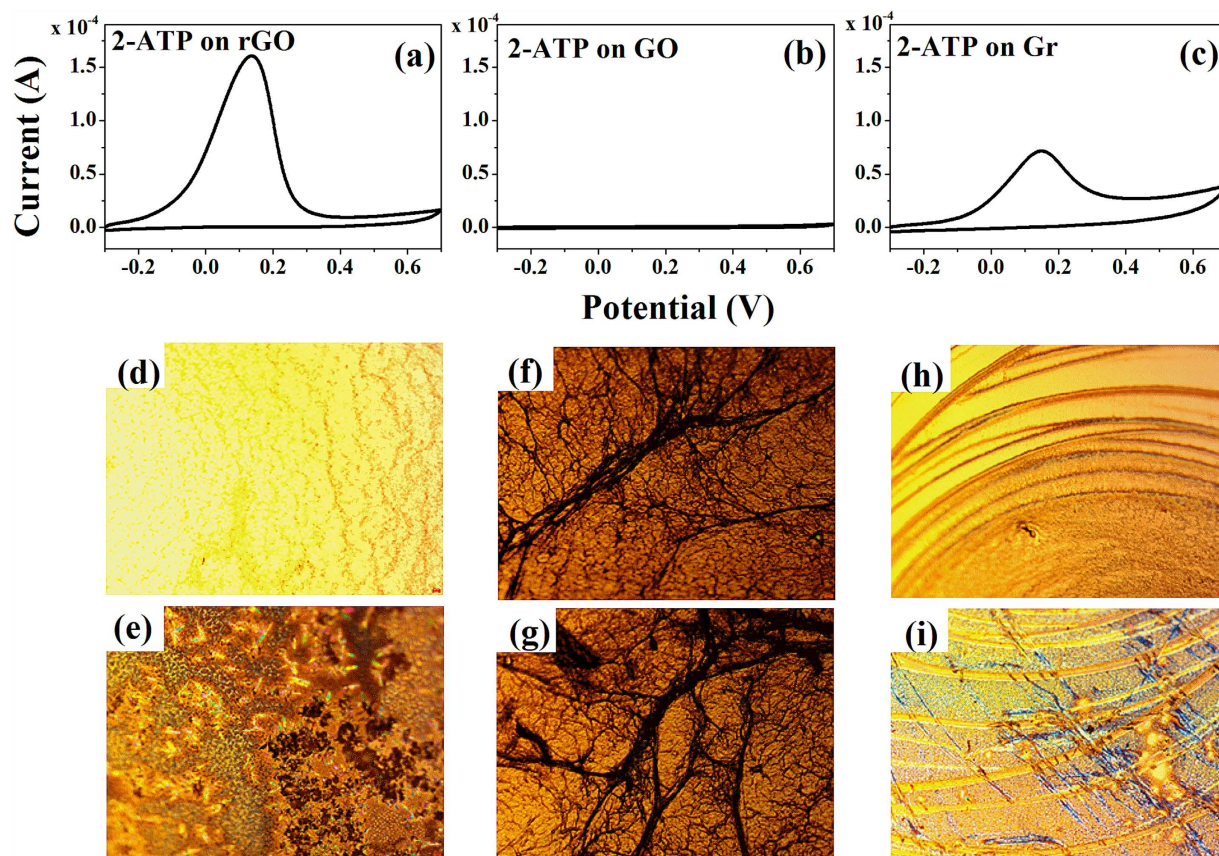 x 10⁻⁴
x 10⁻⁴
x 10⁻⁴
2-ATP on rGO
(a)
2-ATP on GO
(b)
2-ATP on Gr
(c)
1.5
1.0
0.5
0.0
1.5
1.0
0.5
0.0
1.5
1.0
0.5
0.0
Current (A)
-0.2 0.0 0.2 0.4 0.6
-0.2 0.0 0.2 0.4 0.6
-0.2 0.0 0.2 0.4 0.6
Potential (V)
(d)
(f)
(h)
(e)
(g)
(i)